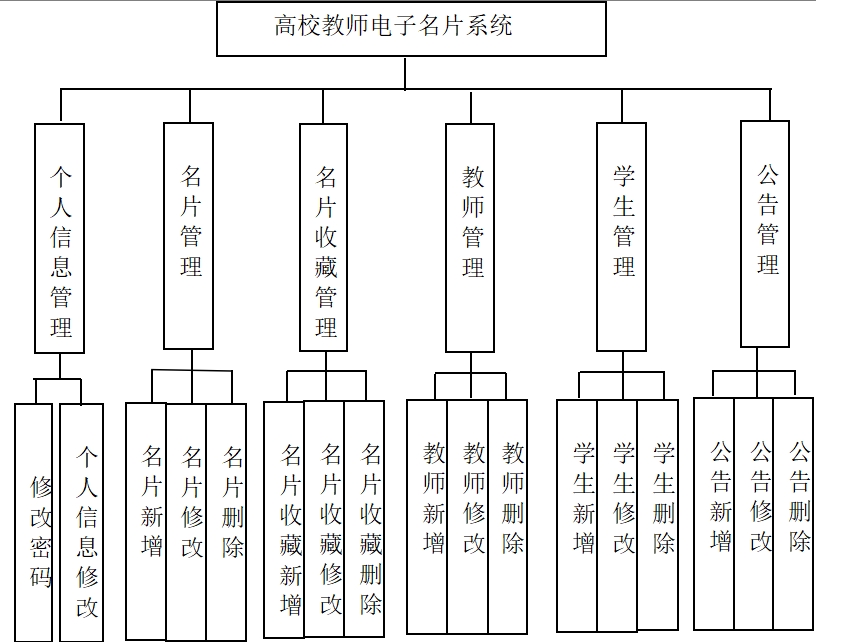 高校教师电子名片系统
个人信息管理
名片管理
名片收藏管理
教师管理
学生管理
公告管理
修改密码
个人信息修改
名片新增
名片修改
名片删除
名片收藏新增
名片收藏修改
名片收藏删除
教师新增
教师修改
教师删除
学生新增
学生修改
学生删除
公告新增
公告修改
公告删除